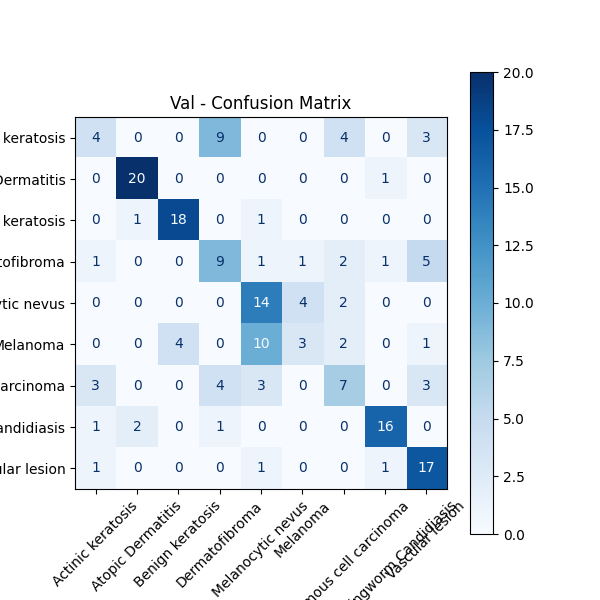 Val - Confusion Matrix
keratosis 4 0 0 9 0 0 4 0 3
Dermatitis 0 20 0 0 0 0 0 1 0
keratosis 0 1 18 0 1 0 0 0 0
tofibroma 1 0 0 9 1 1 2 1 5
ytic nevus 0 0 0 0 14 4 2 0 0
Melanoma 0 0 4 0 10 3 2 0 1
arcinoma 3 0 0 4 3 0 7 0 3
andidiasis 1 2 0 1 0 0 0 16 0
ular lesion 1 0 0 0 1 0 0 1 17
Actinic keratosis
Atopic Dermatitis
Benign keratosis
Dermatofibroma
Melanocytic nevus
Melanoma
mous cell carcinoma
ngworm Candidiasis
Vascular lesion
20.0
17.5
15.0
12.5
10.0
7.5
5.0
2.5
0.0